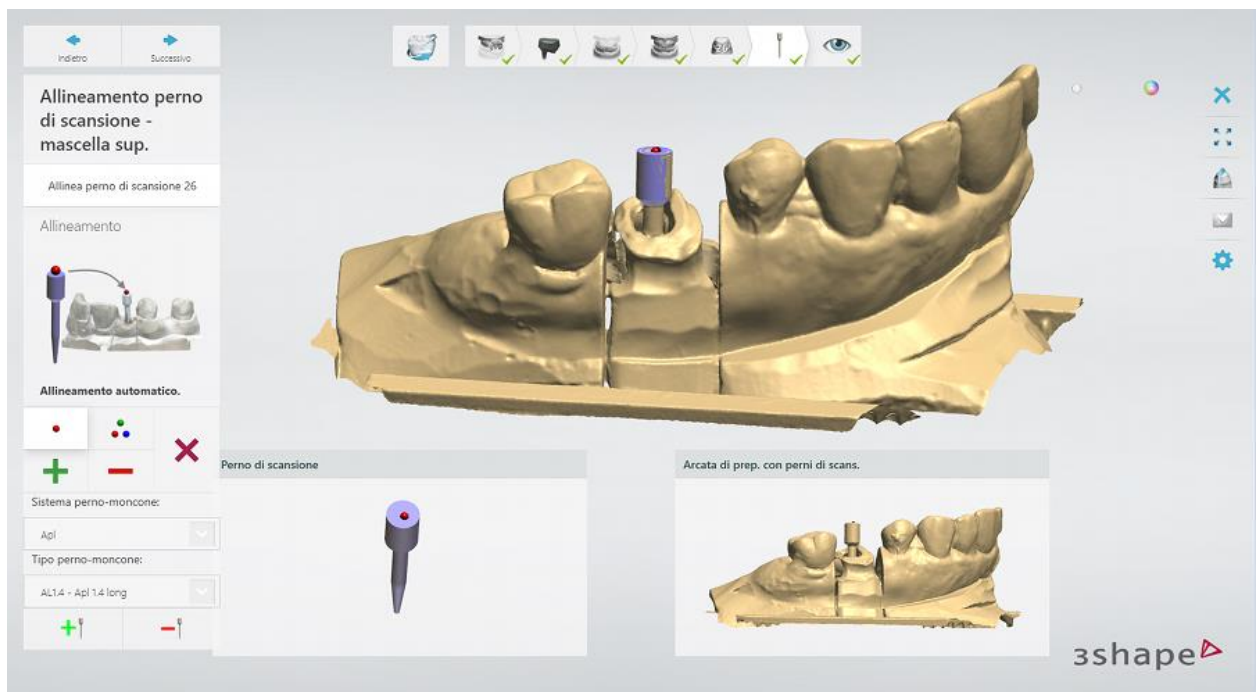 Indietro
Successivo
Allineamento perno
di scansione -
mascella sup.
Allinea perno di scansione 26
Allineamento
Allineamento automatico.
Sistema perno-moncone:
Apl
Tipo perno-moncone:
AL1.4 - Apl 1.4 long
Perno di scansione
Arcata di prep. con perni di scans.
3shape